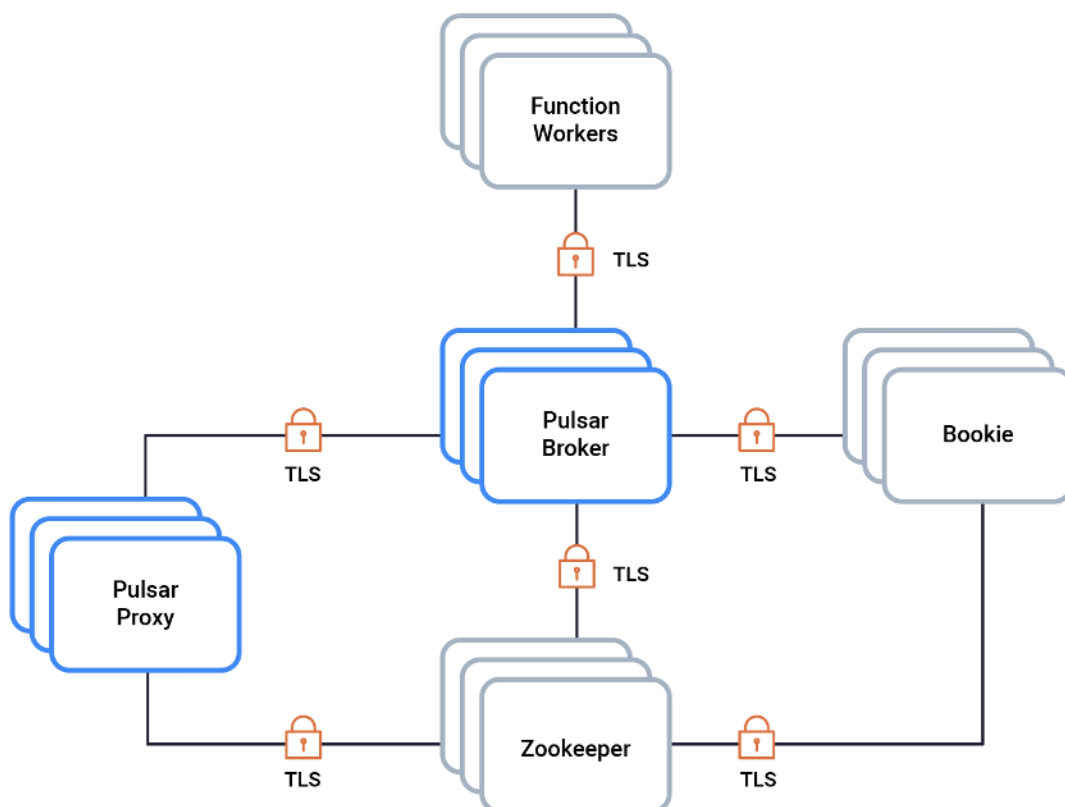 Function
Workers
TLS
Pulsar
Broker
Bookie
TLS
TLS
Pulsar
Proxy
TLS
Zookeeper
TLS
TLS